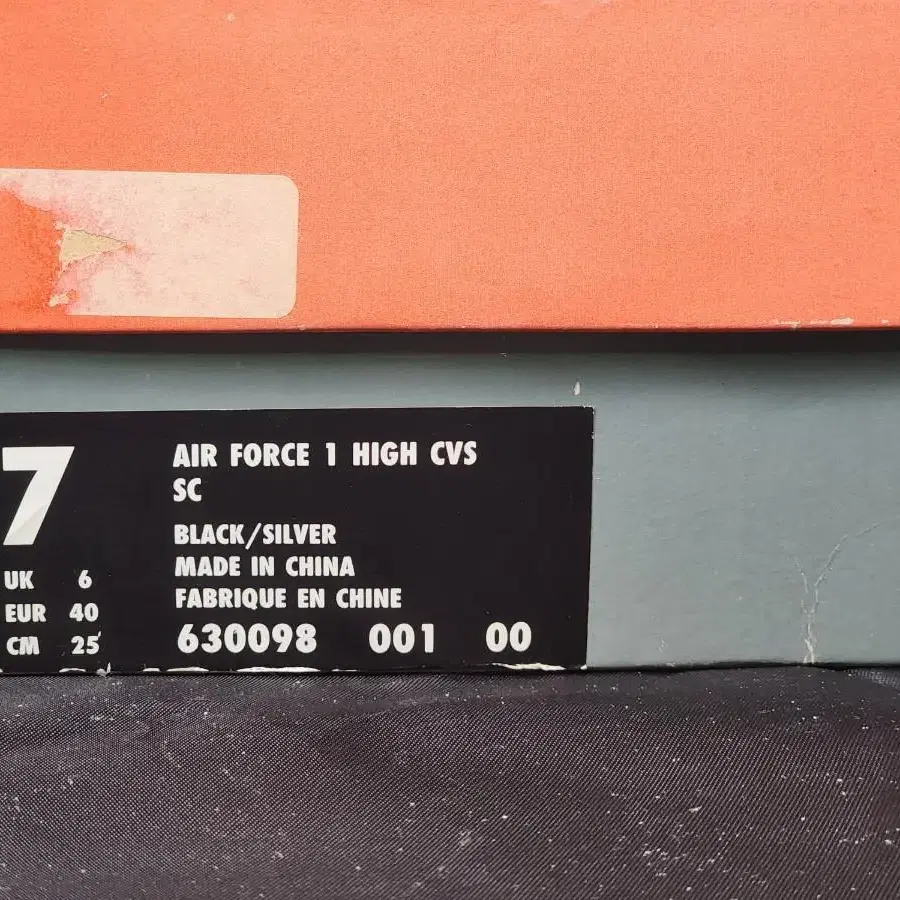 7
UK 6
EUR 40
CM 25
AIR FORCE 1 HIGH CVS
SC
BLACK/SILVER
MADE IN CHINA
FABRIQUE EN CHINE
630098 001 00